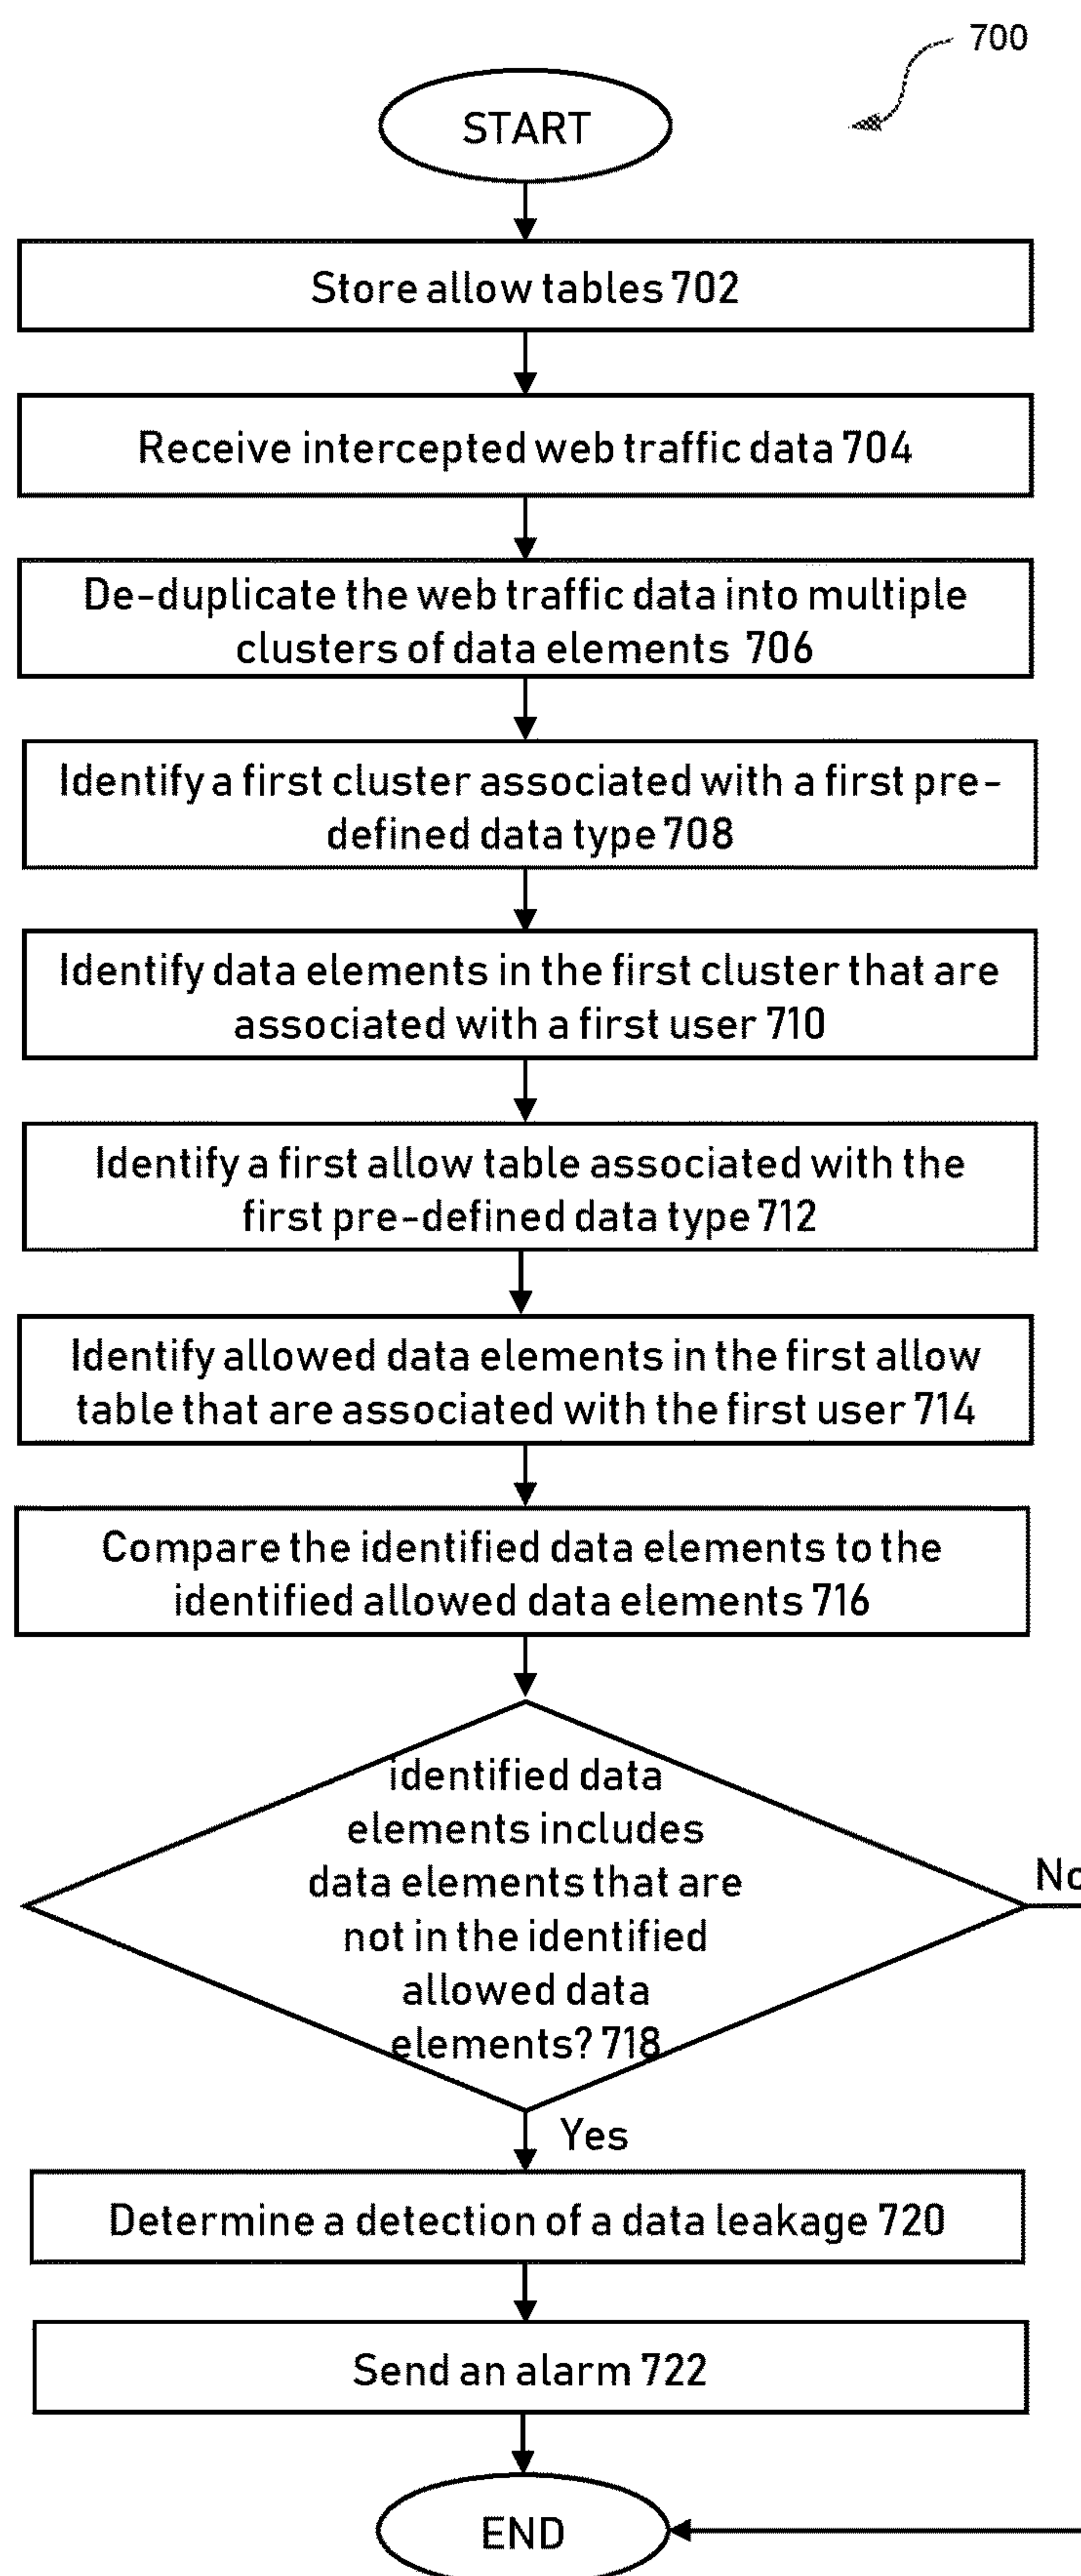 700
START
Store allow tables 702
Receive intercepted web traffic data 704
De-duplicate the web traffic data into multiple
clusters of data elements 706
Identify a first cluster associated with a first pre-
defined data type 708
Identify data elements in the first cluster that are
associated with a first user 710
Identify a first allow table associated with the
first pre-defined data type 712
Identify allowed data elements in the first allow
table that are associated with the first user 714
Compare the identified data elements to the
identified allowed data elements 716
identified data
elements includes
data elements that are
not in the identified
allowed data
elements? 718
No
Yes
Determine a detection of a data leakage 720
Send an alarm 722
END